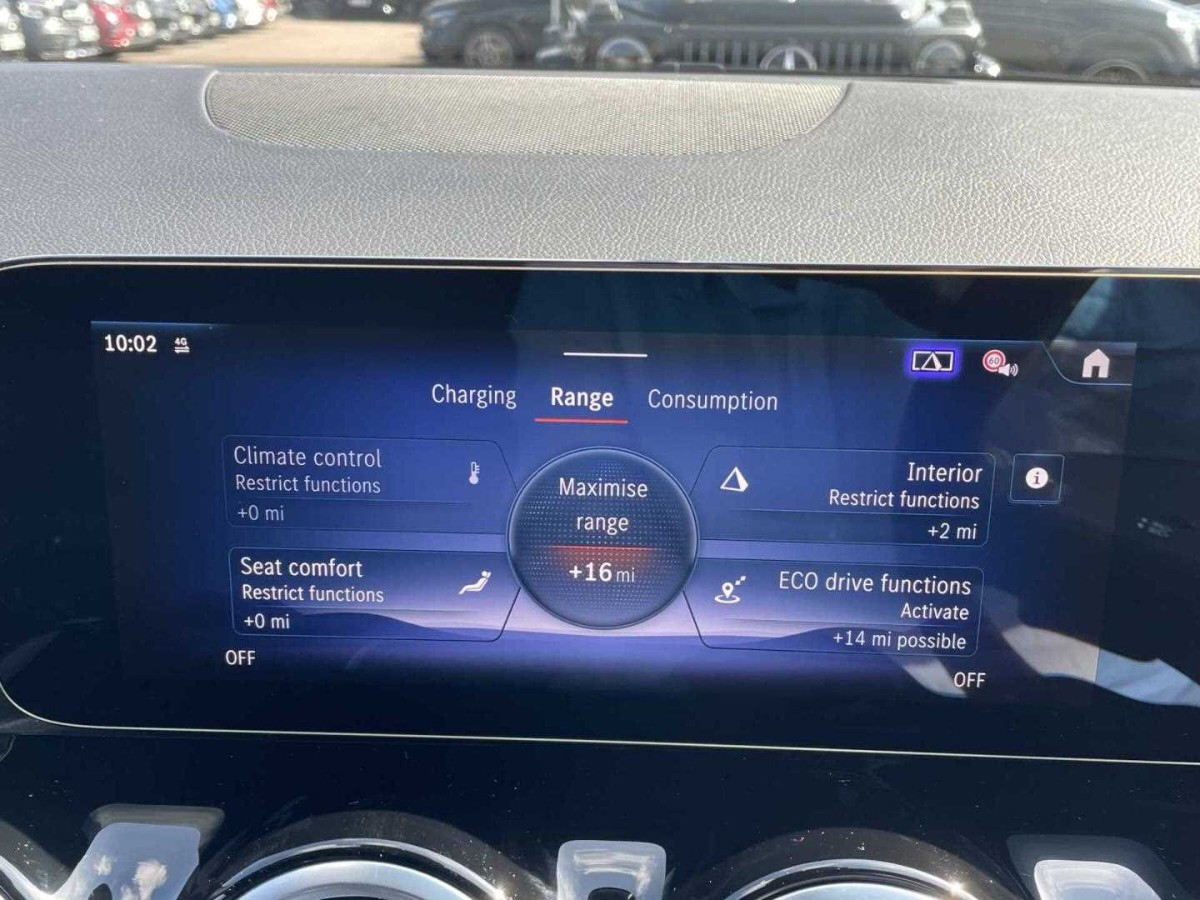 10:02 4G
60
Charging Range Consumption
Climate control
Restrict functions
+0 mi
Maximise
range
+16 mi
Interior
Restrict functions
+2 mi
Seat comfort
Restrict functions
+0 mi
ECO drive functions
Activate
+14 mi possible
OFF
OFF